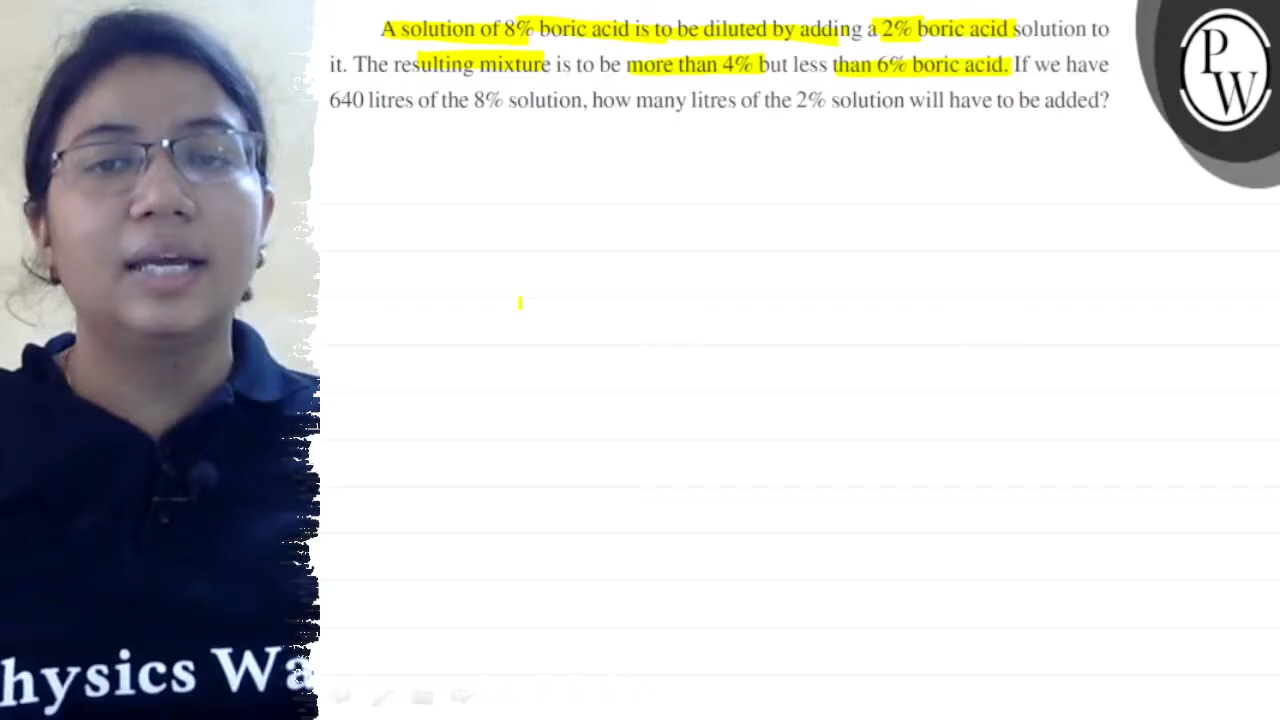 A solution of 8% boric acid is to be diluted by adding a 2% boric acid solution to
it. The resulting mixture is to be more than 4% but less than 6% boric acid. If we have
640 litres of the 8% solution, how many litres of the 2% solution will have to be added?
PW
hysics Wa